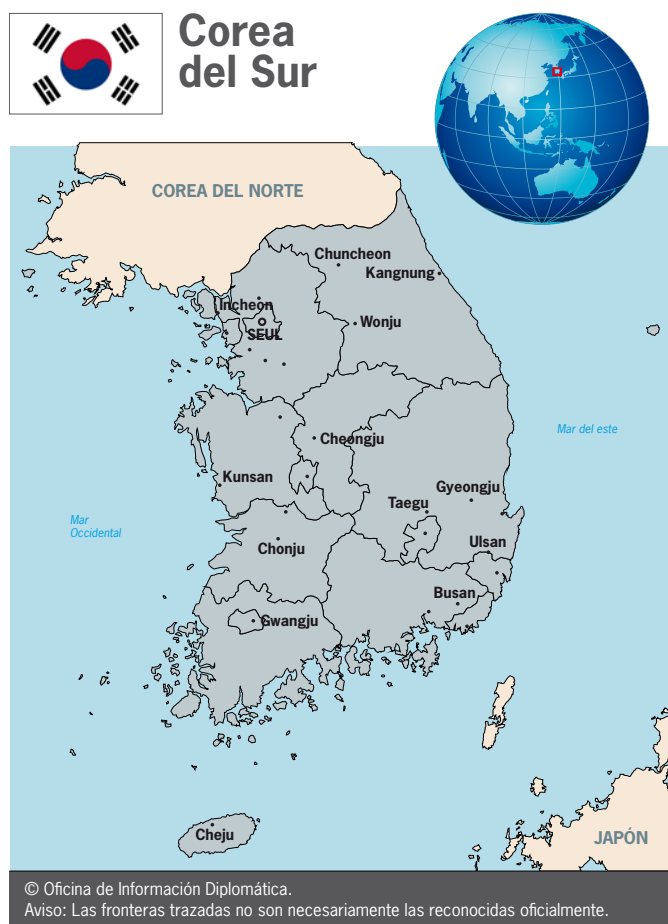 Corea
del Sur
COREA DEL NORTE
Chuncheon
Kangnung
Incheon
Wonju
SEUL
Mar del este
Cheongju
Kunsan
Gyeongju
Taegu
Mar
Occidental
Ulsan
Chonju
Busan
Gwangju
Cheju
JAPÓN
© Oficina de Información Diplomática.
Aviso: Las fronteras trazadas no son necesariamente las reconocidas oficialmente.